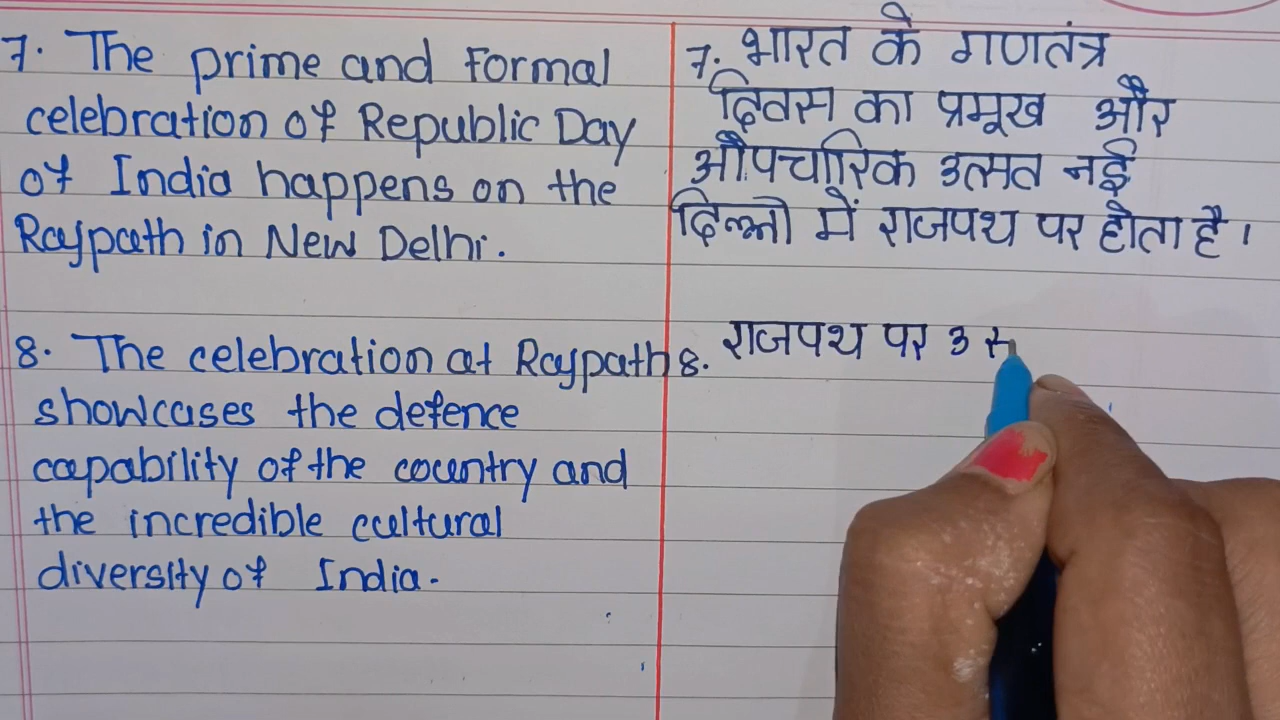 7. The prime and Formal
celebration of Republic Day
of India happens on the
Rajpath in New Delhi.
8. The celebration at Rajpath
showcases the defence
capability of the country and
the incredible cultural
diversity of India.
7. भारत के गणतंत्र
दिवस का प्रमुख और
औपचारिक उत्सव नई
दिल्ली में राजपथ पर होता है।
8. राजपथ पर